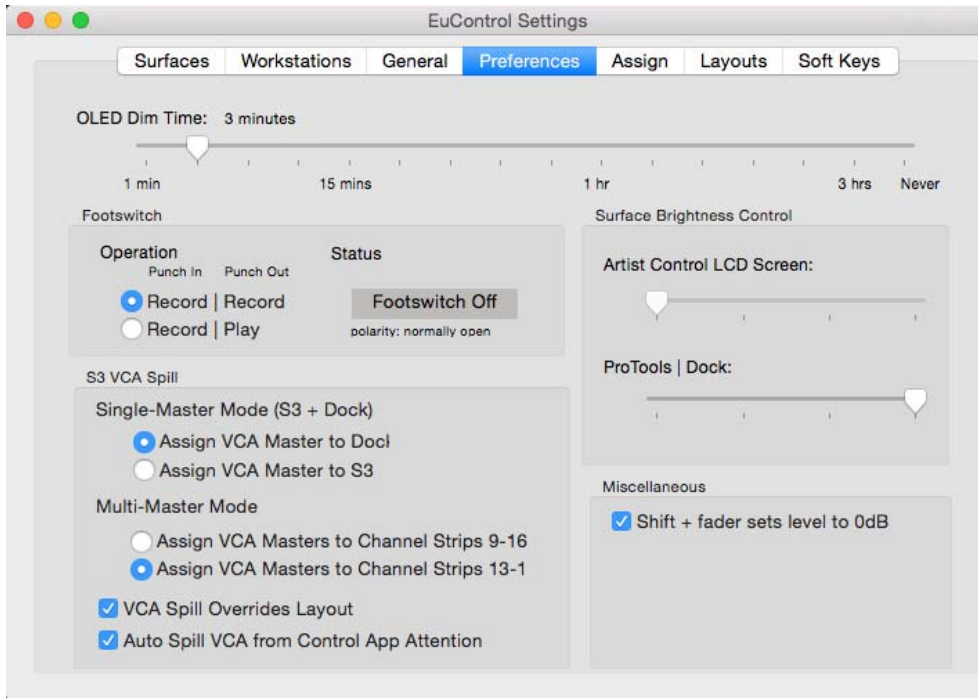 EuControl Settings
Surfaces Workstations General Preferences Assign Layouts Soft Keys
OLED Dim Time: 3 minutes
1 min 15 mins 1 hr 3 hrs Never
Footswitch
Operation Status
Punch In Punch Out
Record | Record Footswitch Off
Record | Play polarity: normally open
S3 VCA Spill
Single-Master Mode (S3 + Dock)
Assign VCA Master to Dock
Assign VCA Master to S3
Multi-Master Mode
Assign VCA Masters to Channel Strips 9-16
Assign VCA Masters to Channel Strips 13-1
VCA Spill Overrides Layout
Auto Spill VCA from Control App Attention
Surface Brightness Control
Artist Control LCD Screen:
ProTools | Dock:
Miscellaneous
Shift + fader sets level to 0dB